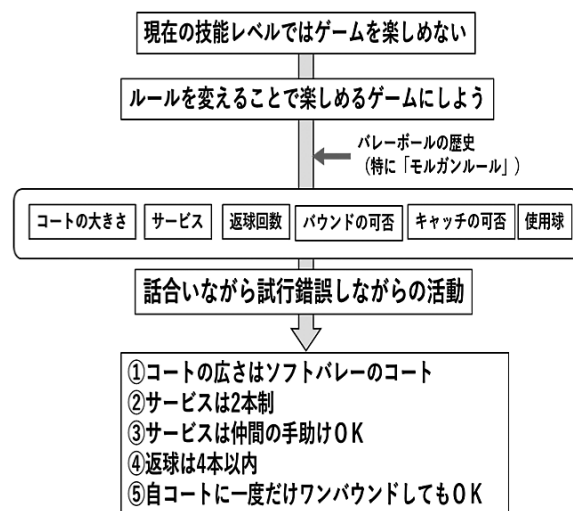 現在の技能レベルではゲームを楽しめない
ルールを変えることで楽しめるゲームにしよう
バレーボールの歴史
（特に「モルガンルール」）
コートの大きさ
サービス
返球回数
バウンドの可否
キャッチの可否
使用球
話合いながら試行錯誤しながらの活動
①コートの広さはソフトバレーのコート
②サービスは2本制
③サービスは仲間の手助けＯＫ
④返球は4本以内
⑤自コートに一度だけワンバウンドしてもＯＫ